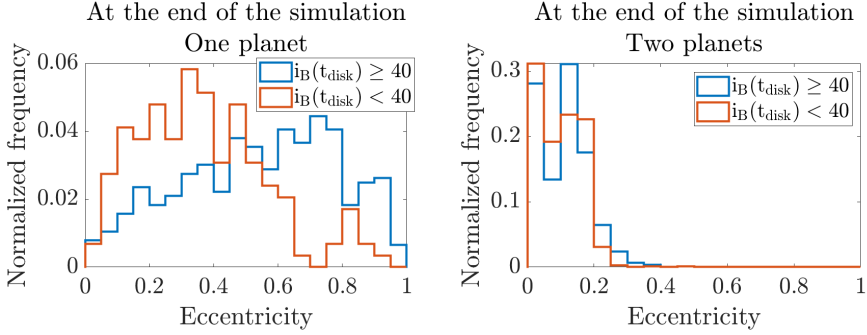 At the end of the simulation
One planet
Normalized frequency
0.06
0.04
0.02
0
0
0.2
0.4
0.6
0.8
1
Eccentricity
i_B(t_disk) ≥ 40
i_B(t_disk) < 40
At the end of the simulation
Two planets
Normalized frequency
0.3
0.2
0.1
0
0
0.2
0.4
0.6
0.8
1
Eccentricity
i_B(t_disk) ≥ 40
i_B(t_disk) < 40